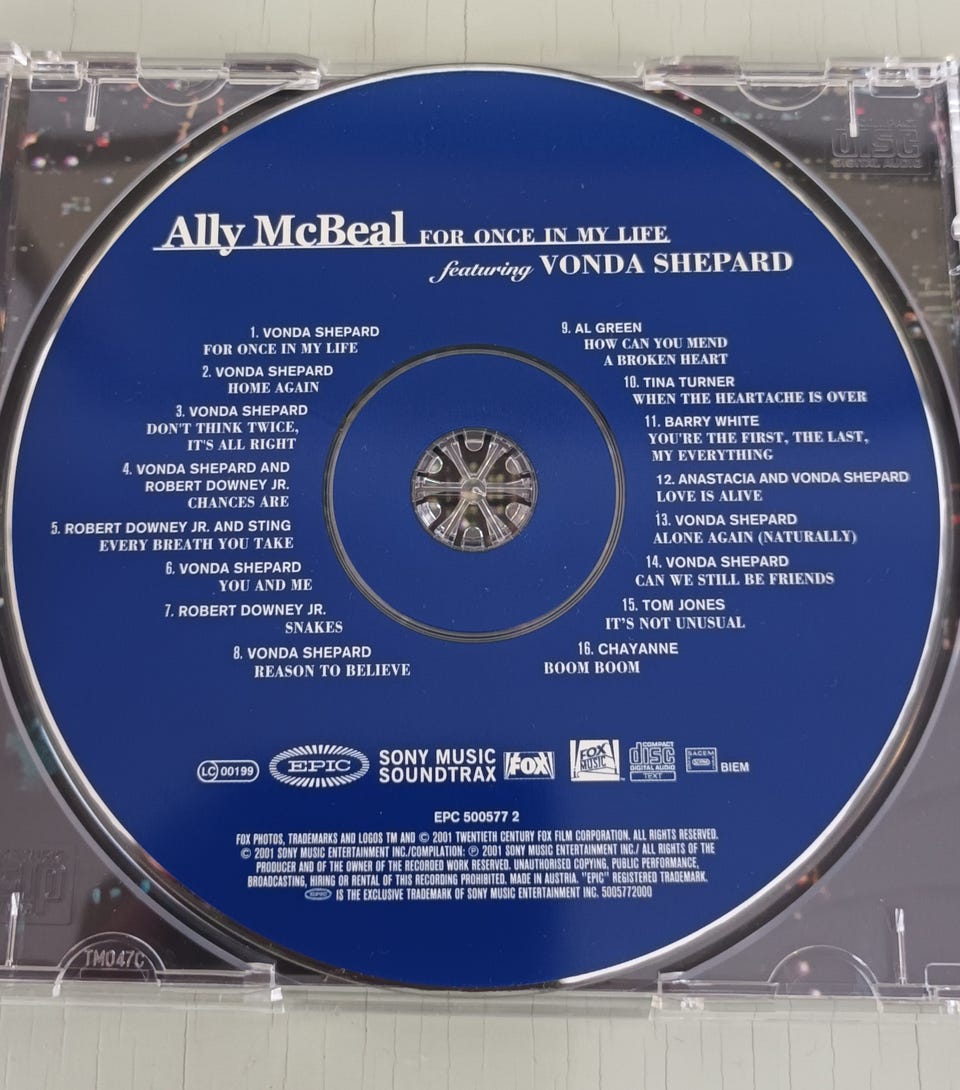 Ally McBeal FOR ONCE IN MY LIFE
featuring VONDA SHEPARD
1. VONDA SHEPARD
FOR ONCE IN MY LIFE
2. VONDA SHEPARD
HOME AGAIN
3. VONDA SHEPARD
DON'T THINK TWICE,
IT'S ALL RIGHT
4. VONDA SHEPARD AND
ROBERT DOWNEY JR.
CHANCES ARE
5. ROBERT DOWNEY JR. AND STING
EVERY BREATH YOU TAKE
6. VONDA SHEPARD
YOU AND ME
7. ROBERT DOWNEY JR.
SNAKES
8. VONDA SHEPARD
REASON TO BELIEVE
9. AL GREEN
HOW CAN YOU MEND
A BROKEN HEART
10. TINA TURNER
WHEN THE HEARTACHE IS OVER
11. BARRY WHITE
YOU'RE THE FIRST, THE LAST,
MY EVERYTHING
12. ANASTACIA AND VONDA SHEPARD
LOVE IS ALIVE
13. VONDA SHEPARD
ALONE AGAIN (NATURALLY)
14. VONDA SHEPARD
CAN WE STILL BE FRIENDS
15. TOM JONES
IT'S NOT UNUSUAL
16. CHAYANNE
BOOM BOOM
LC 00199
EPIC
SONY MUSIC
SOUNDTRAX
FOX
FOX
MUSIC
COMPACT
disc
DIGITAL AUDIO
TEXT
SACEM
BIEM
EPC 500577 2
FOX PHOTOS, TRADEMARKS AND LOGOS TM AND © 2001 TWENTIETH CENTURY FOX FILM CORPORATION. ALL RIGHTS RESERVED.
© 2001 SONY MUSIC ENTERTAINMENT INC./COMPILATION: ℗ 2001 SONY MUSIC ENTERTAINMENT INC./ ALL RIGHTS OF THE
PRODUCER AND OF THE OWNER OF THE RECORDED WORK RESERVED. UNAUTHORISED COPYING, PUBLIC PERFORMANCE,
BROADCASTING, HIRING OR RENTAL OF THIS RECORDING PROHIBITED. MADE IN AUSTRIA. "EPIC" REGISTERED TRADEMARK.
EPIC IS THE EXCLUSIVE TRADEMARK OF SONY MUSIC ENTERTAINMENT INC. 5005772000
COMPACT
disc
DIGITAL AUDIO
TM047C